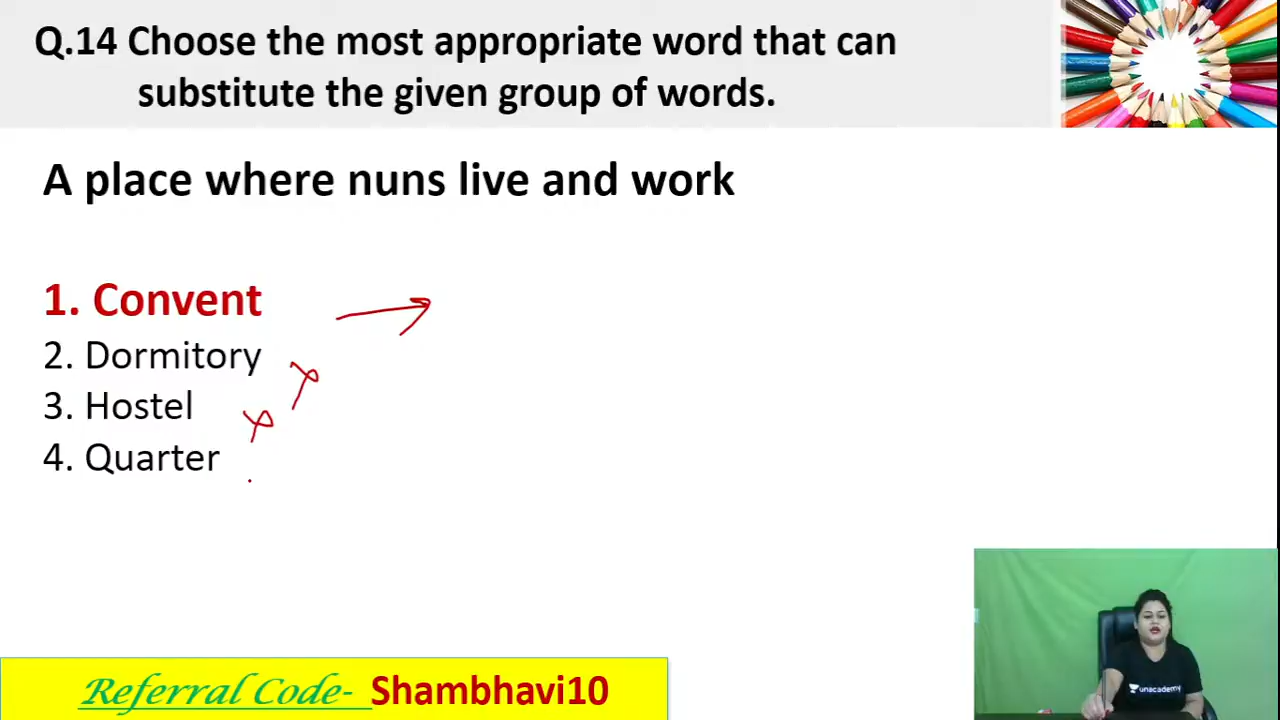 Q.14 Choose the most appropriate word that can
substitute the given group of words.
A place where nuns live and work
1. Convent
2. Dormitory
3. Hostel
4. Quarter
Referral Code- Shambhavi10
unacademy